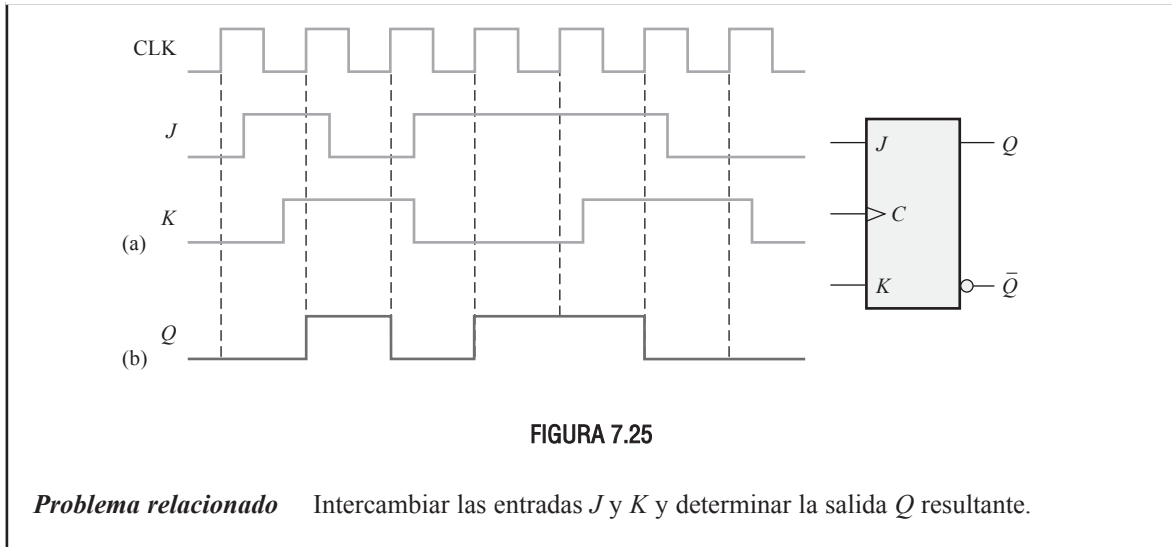 CLK
J
K
(a)
Q
(b)
J
Q
C
K
Q̄
FIGURA 7.25
Problema relacionado Intercambiar las entradas J y K y determinar la salida Q resultante.